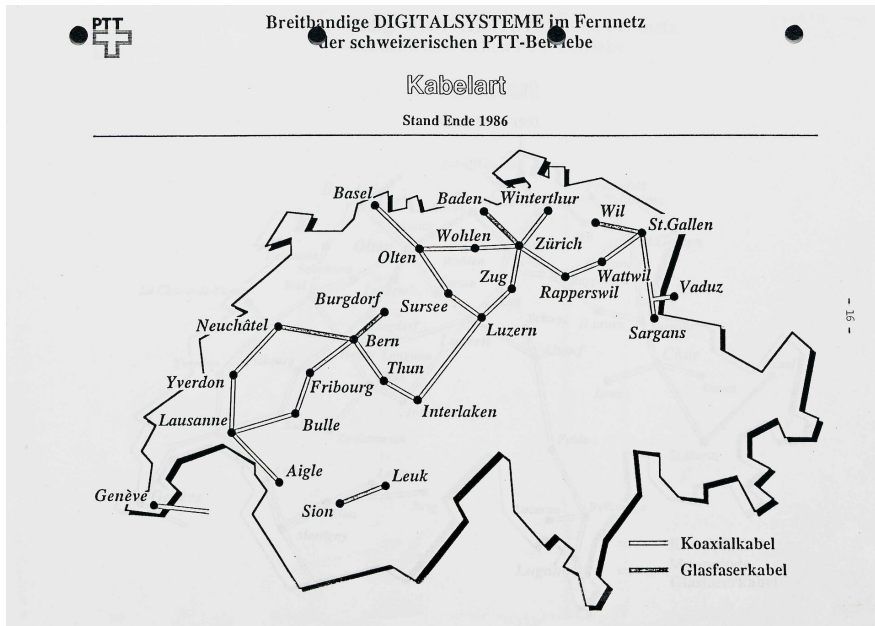 PTT
Breitbandige DIGITALSYSTEME im Fernnetz
der schweizerischen PTT-Betriebe
Kabelart
Stand Ende 1986
Basel
Baden
Winterthur
Wil
St.Gallen
Wohlen
Zürich
Olten
Zug
Wattwil
Rapperswil
Vaduz
Burgdorf
Sursee
Neuchâtel
Luzern
Sargans
- 16 -
Bern
Thun
Yverdon
Fribourg
Interlaken
Lausanne
Bulle
Aigle
Leuk
Genève
Sion
Koaxialkabel
Glasfaserkabel